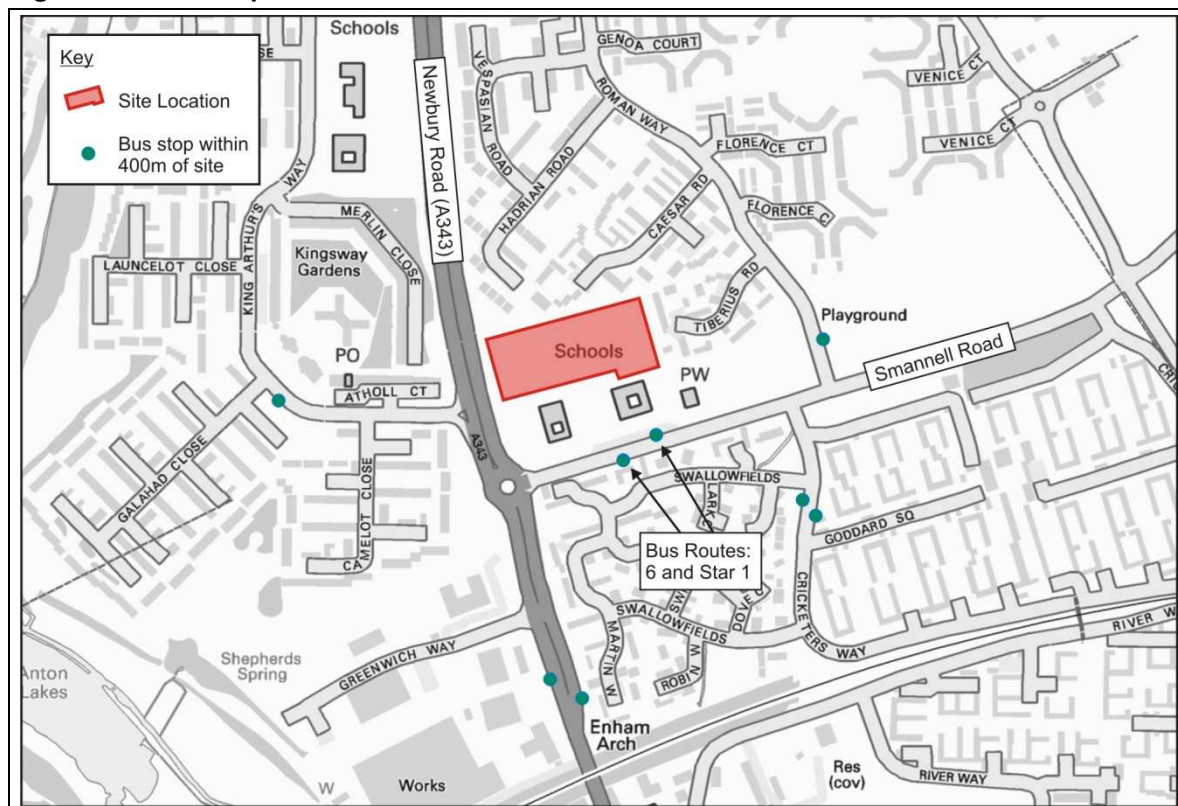 Key
Site Location
Bus stop within
400m of site
Schools
Newbury Road (A343)
VESPASIAN ROAD
GENOA COURT
ROMAN WAY
HADRIAN ROAD
VENICE CT
VENICE CT
FLORENCE CT
FLORENCE C
CAESAR RD
TIBERIUS RD
KING ARTHUR'S WAY
MERLIN CLOSE
LAUNCELOT CLOSE
Kingsway
Gardens
PO
ATHOLL CT
Schools
PW
Playground
Smannell Road
A343
GALAHAD CLOSE
CAMELOT CLOSE
SWALLOWFIELDS
LARK
GODDARD SQ
Bus Routes:
6 and Star 1
SW
DOVE C
SWALLOWFIELDS
CRICKETERS WAY
MARTIN W
ROBIN W
RIVER W
GREENWICH WAY
Shepherds
Spring
Anton
Lakes
Enham
Arch
Works
W
Res
(cov)
RIVER WAY